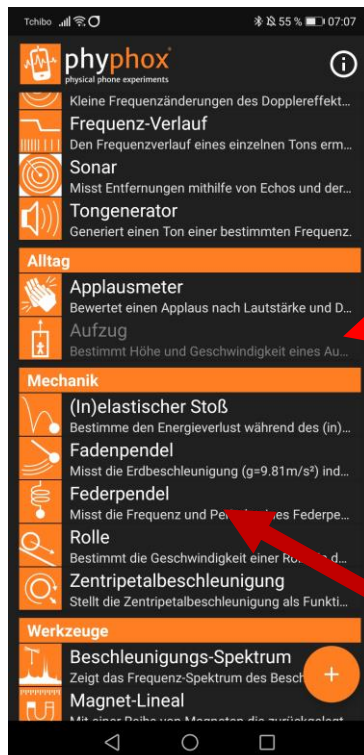 Tchibo 55 % 07:07
phyphox
physical phone experiments
Kleine Frequenzänderungen des Dopplereffekt...
Frequenz-Verlauf
Den Frequenzverlauf eines einzelnen Tons erm...
Sonar
Misst Entfernungen mithilfe von Echos und der...
Tongenerator
Generiert einen Ton einer bestimmten Frequenz.
Alltag
Applausmeter
Bewertet einen Applaus nach Lautstärke und D...
Aufzug
Bestimmt Höhe und Geschwindigkeit eines Au...
Mechanik
(In)elastischer Stoß
Bestimme den Energieverlust während des (in)...
Fadenpendel
Misst die Erdbeschleunigung (g=9.81m/s²) ind...
Federpendel
Misst die Frequenz und eines Federpe...
Rolle
Bestimmt die Geschwindigkeit einer d...
Zentripetalbeschleunigung
Stellt die Zentripetalbeschleunigung als Funkti...
Werkzeuge
Beschleunigungs-Spektrum
Zeigt das Frequenz-Spektrum des Besch
+
Magnet-Lineal